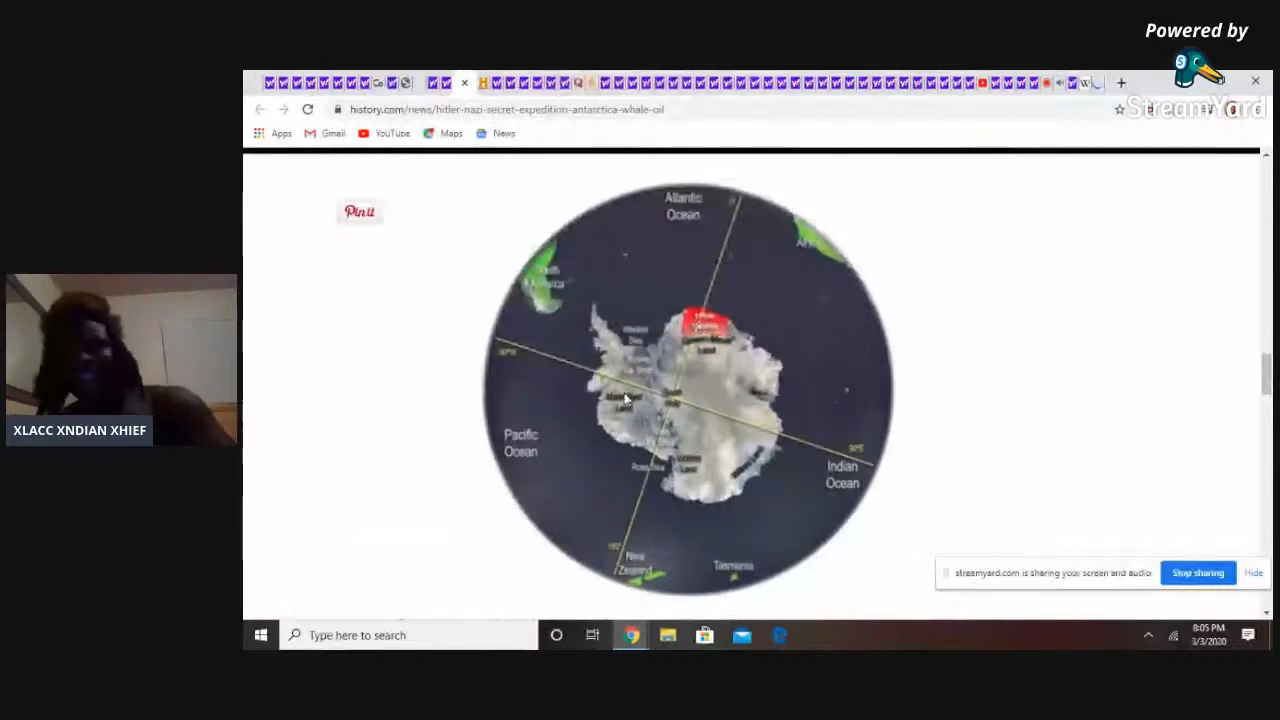 Powered by
StreamYard
history.com/news/hitler-nazi-secret-expedition-antarctica-whale-oil
Apps
Gmail
YouTube
Maps
News
Pin it
Atlantic
Ocean
Land
Pacific
Ocean
Indian
Ocean
New
Zealand
Tasmania
XLACC XNDIAN XHIEF
streamyard.com is sharing your screen and audio
Stop sharing
Hide
Type here to search
8:05 PM
3/3/2020